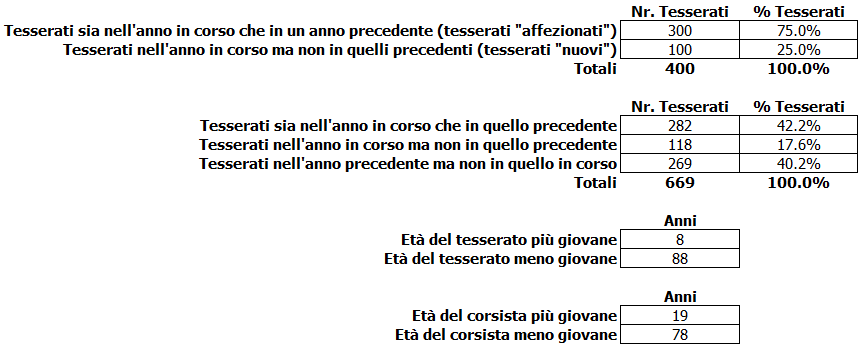 Nr. Tesserati % Tesserati
Tesserati sia nell'anno in corso che in un anno precedente (tesserati "affezionati") 300 75.0%
Tesserati nell'anno in corso ma non in quelli precedenti (tesserati "nuovi") 100 25.0%
Totali 400 100.0%
Nr. Tesserati % Tesserati
Tesserati sia nell'anno in corso che in quello precedente 282 42.2%
Tesserati nell'anno in corso ma non in quello precedente 118 17.6%
Tesserati nell'anno precedente ma non in quello in corso 269 40.2%
Totali 669 100.0%
Anni
Età del tesserato più giovane 8
Età del tesserato meno giovane 88
Anni
Età del corsista più giovane 19
Età del corsista meno giovane 78